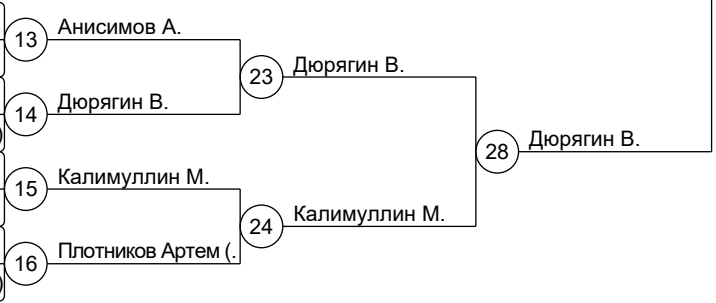 13 Анисимов А.
23 Дюрягин В.
14 Дюрягин В.
28 Дюрягин В.
15 Калимуллин М.
24 Калимуллин М.
16 Плотников Артем (.